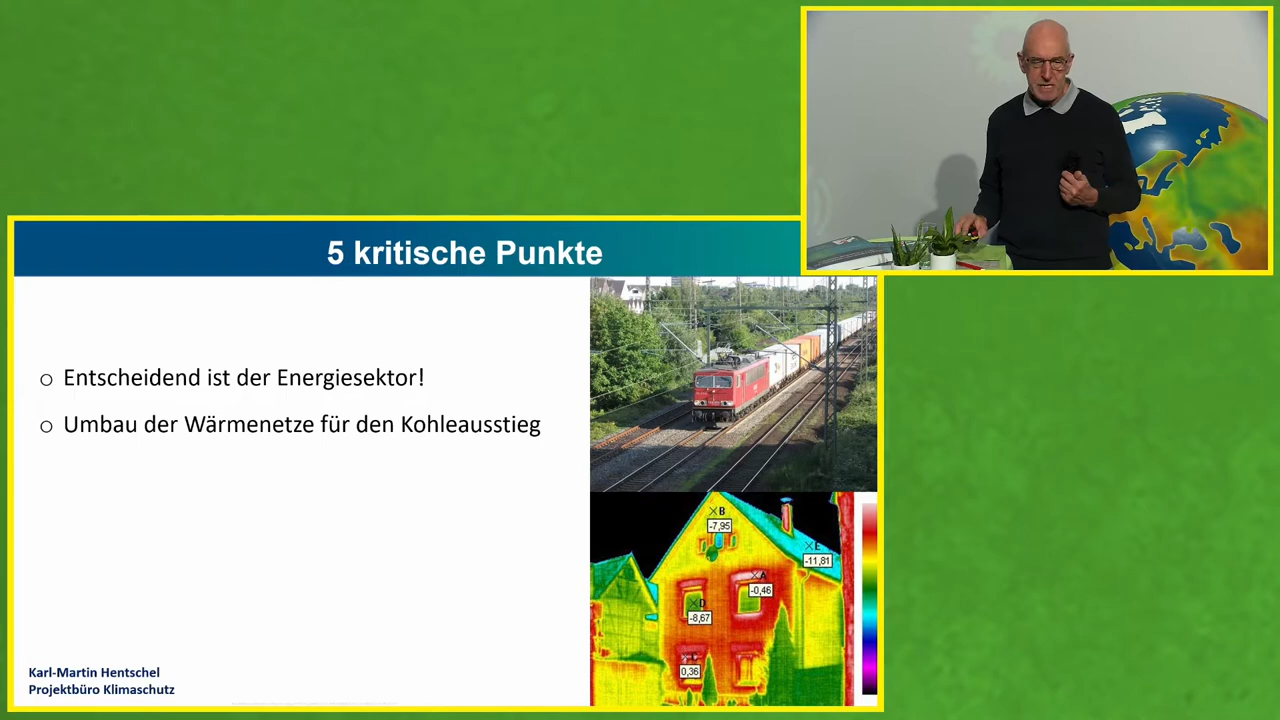 5 kritische Punkte
Entscheidend ist der Energiesektor!
Umbau der Wärmenetze für den Kohleausstieg
B
-7,95
E
-11,81
A
-0,46
D
-8,67
0,36
Karl-Martin Hentschel
Projektbüro Klimaschutz